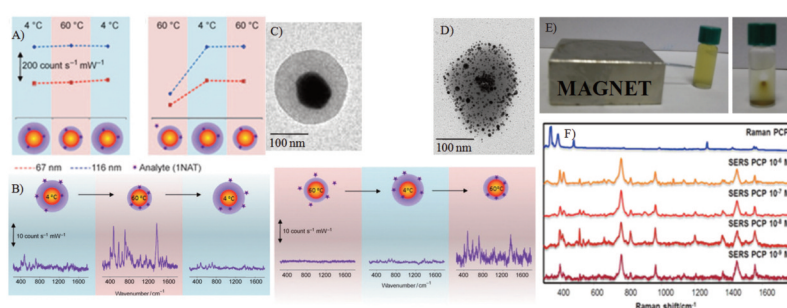 A)
4 °C 60 °C 4 °C
60 °C 4 °C 60 °C
200 count s⁻¹ mW⁻¹
67 nm 116 nm Analyte (1NAT)
B)
4 °C
60 °C
4 °C
10 count s⁻¹ mW⁻¹
400 800 1200 1600
400 800 1200 1600
400 800 1200 1600
Wavenumber/cm⁻¹
60 °C
4 °C
60 °C
10 count s⁻¹ mW⁻¹
400 800 1200 1600
400 800 1200 1600
400 800 1200 1600
Wavenumber/cm⁻¹
C)
100 nm
D)
100 nm
E)
MAGNET
F)
Raman PCP
SERS PCP 10⁻⁶ M
SERS PCP 10⁻⁷ M
SERS PCP 10⁻⁸ M
SERS PCP 10⁻⁹ M
400 600 800 1000 1200 1400 1600
Raman shift/cm⁻¹